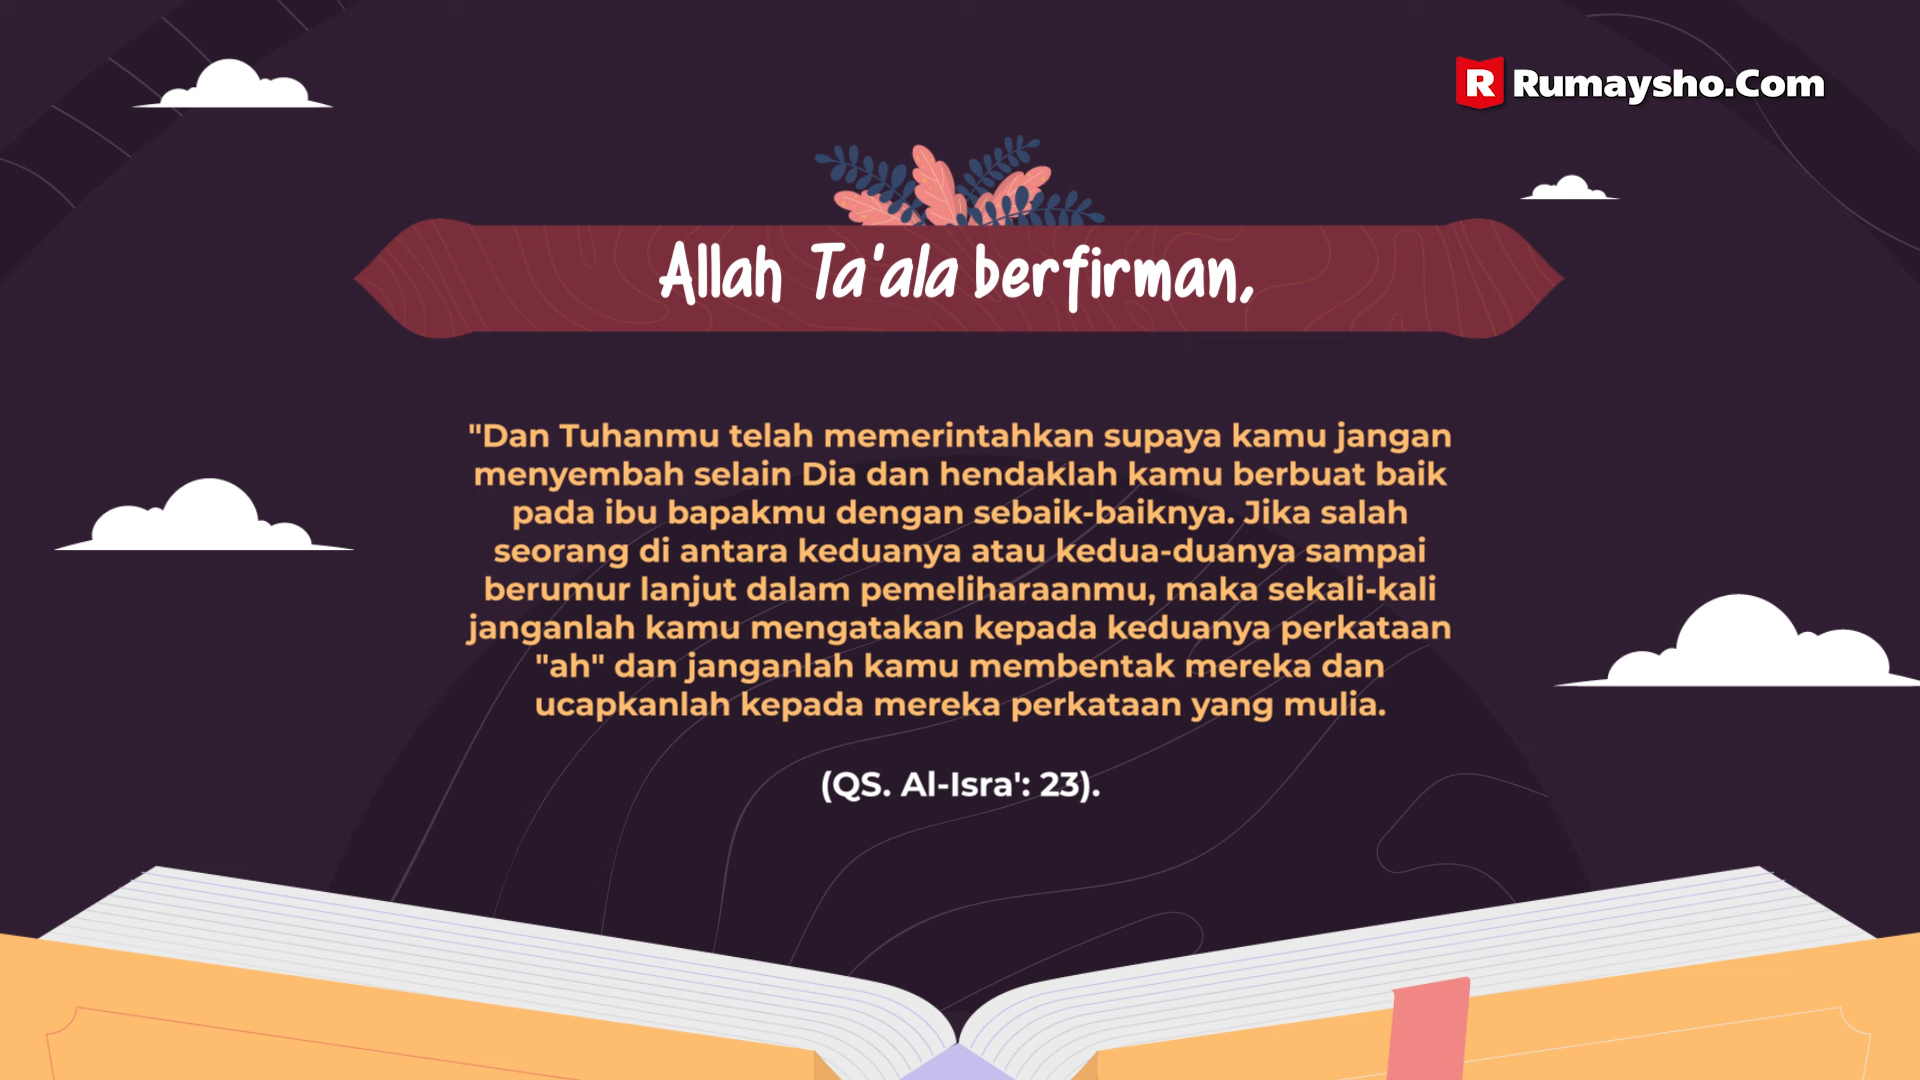 R Rumaysho.Com
Allah Ta'ala berfirman,
"Dan Tuhanmu telah memerintahkan supaya kamu jangan
menyembah selain Dia dan hendaklah kamu berbuat baik
pada ibu bapakmu dengan sebaik-baiknya. Jika salah
seorang di antara keduanya atau kedua-duanya sampai
berumur lanjut dalam pemeliharaanmu, maka sekali-kali
janganlah kamu mengatakan kepada keduanya perkataan
"ah" dan janganlah kamu membentak mereka dan
ucapkanlah kepada mereka perkataan yang mulia.
(QS. Al-Isra': 23).